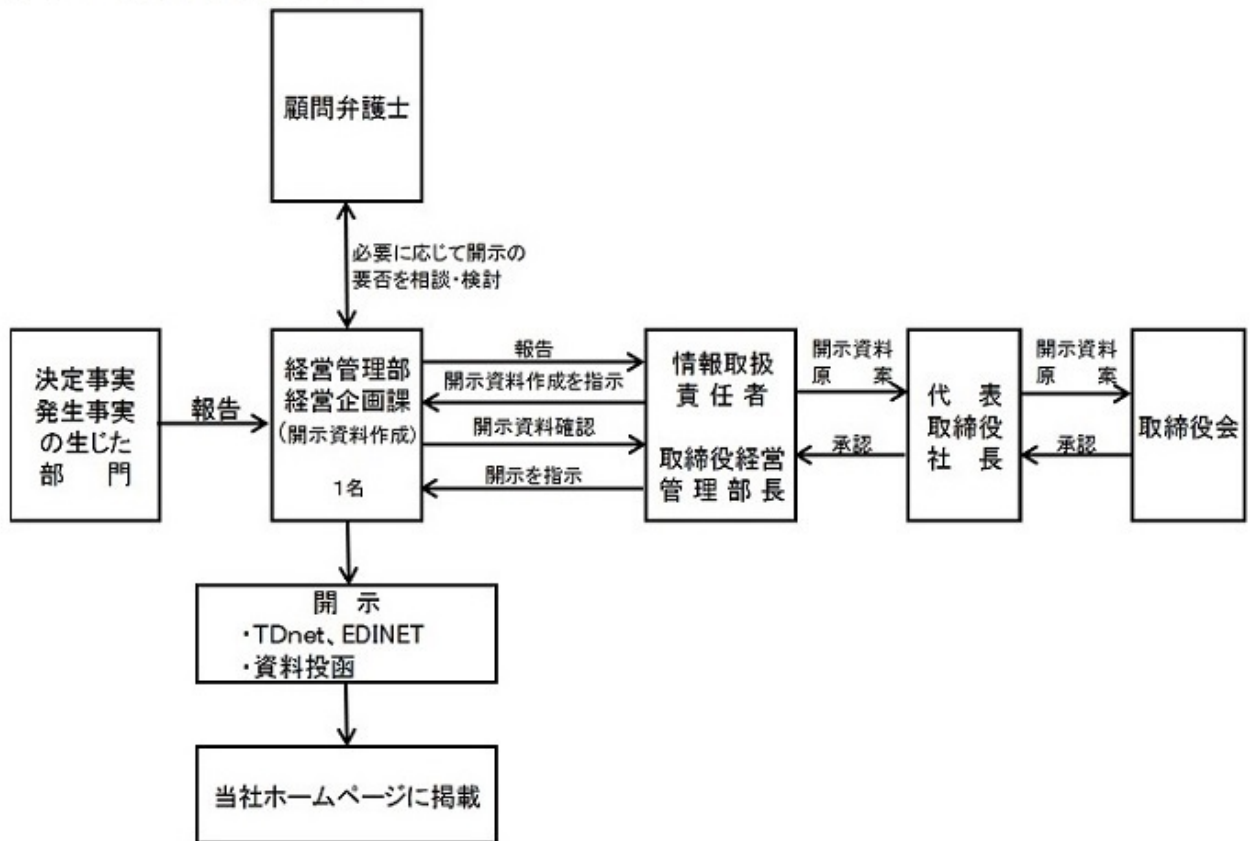 顧問弁護士
必要に応じて開示の
要否を相談・検討
決定事実
発生事実
の生じた
部　　門
報告
経営管理部
経営企画課
(開示資料作成)
1名
報告
開示資料作成を指示
開示資料確認
開示を指示
情報取扱
責 任 者
取締役経営
管 理 部 長
開示資料
原　　案
承認
代　表
取締役
社　長
開示資料
原　　案
承認
取締役会
開　示
・TDnet、EDINET
・資料投函
当社ホームページに掲載